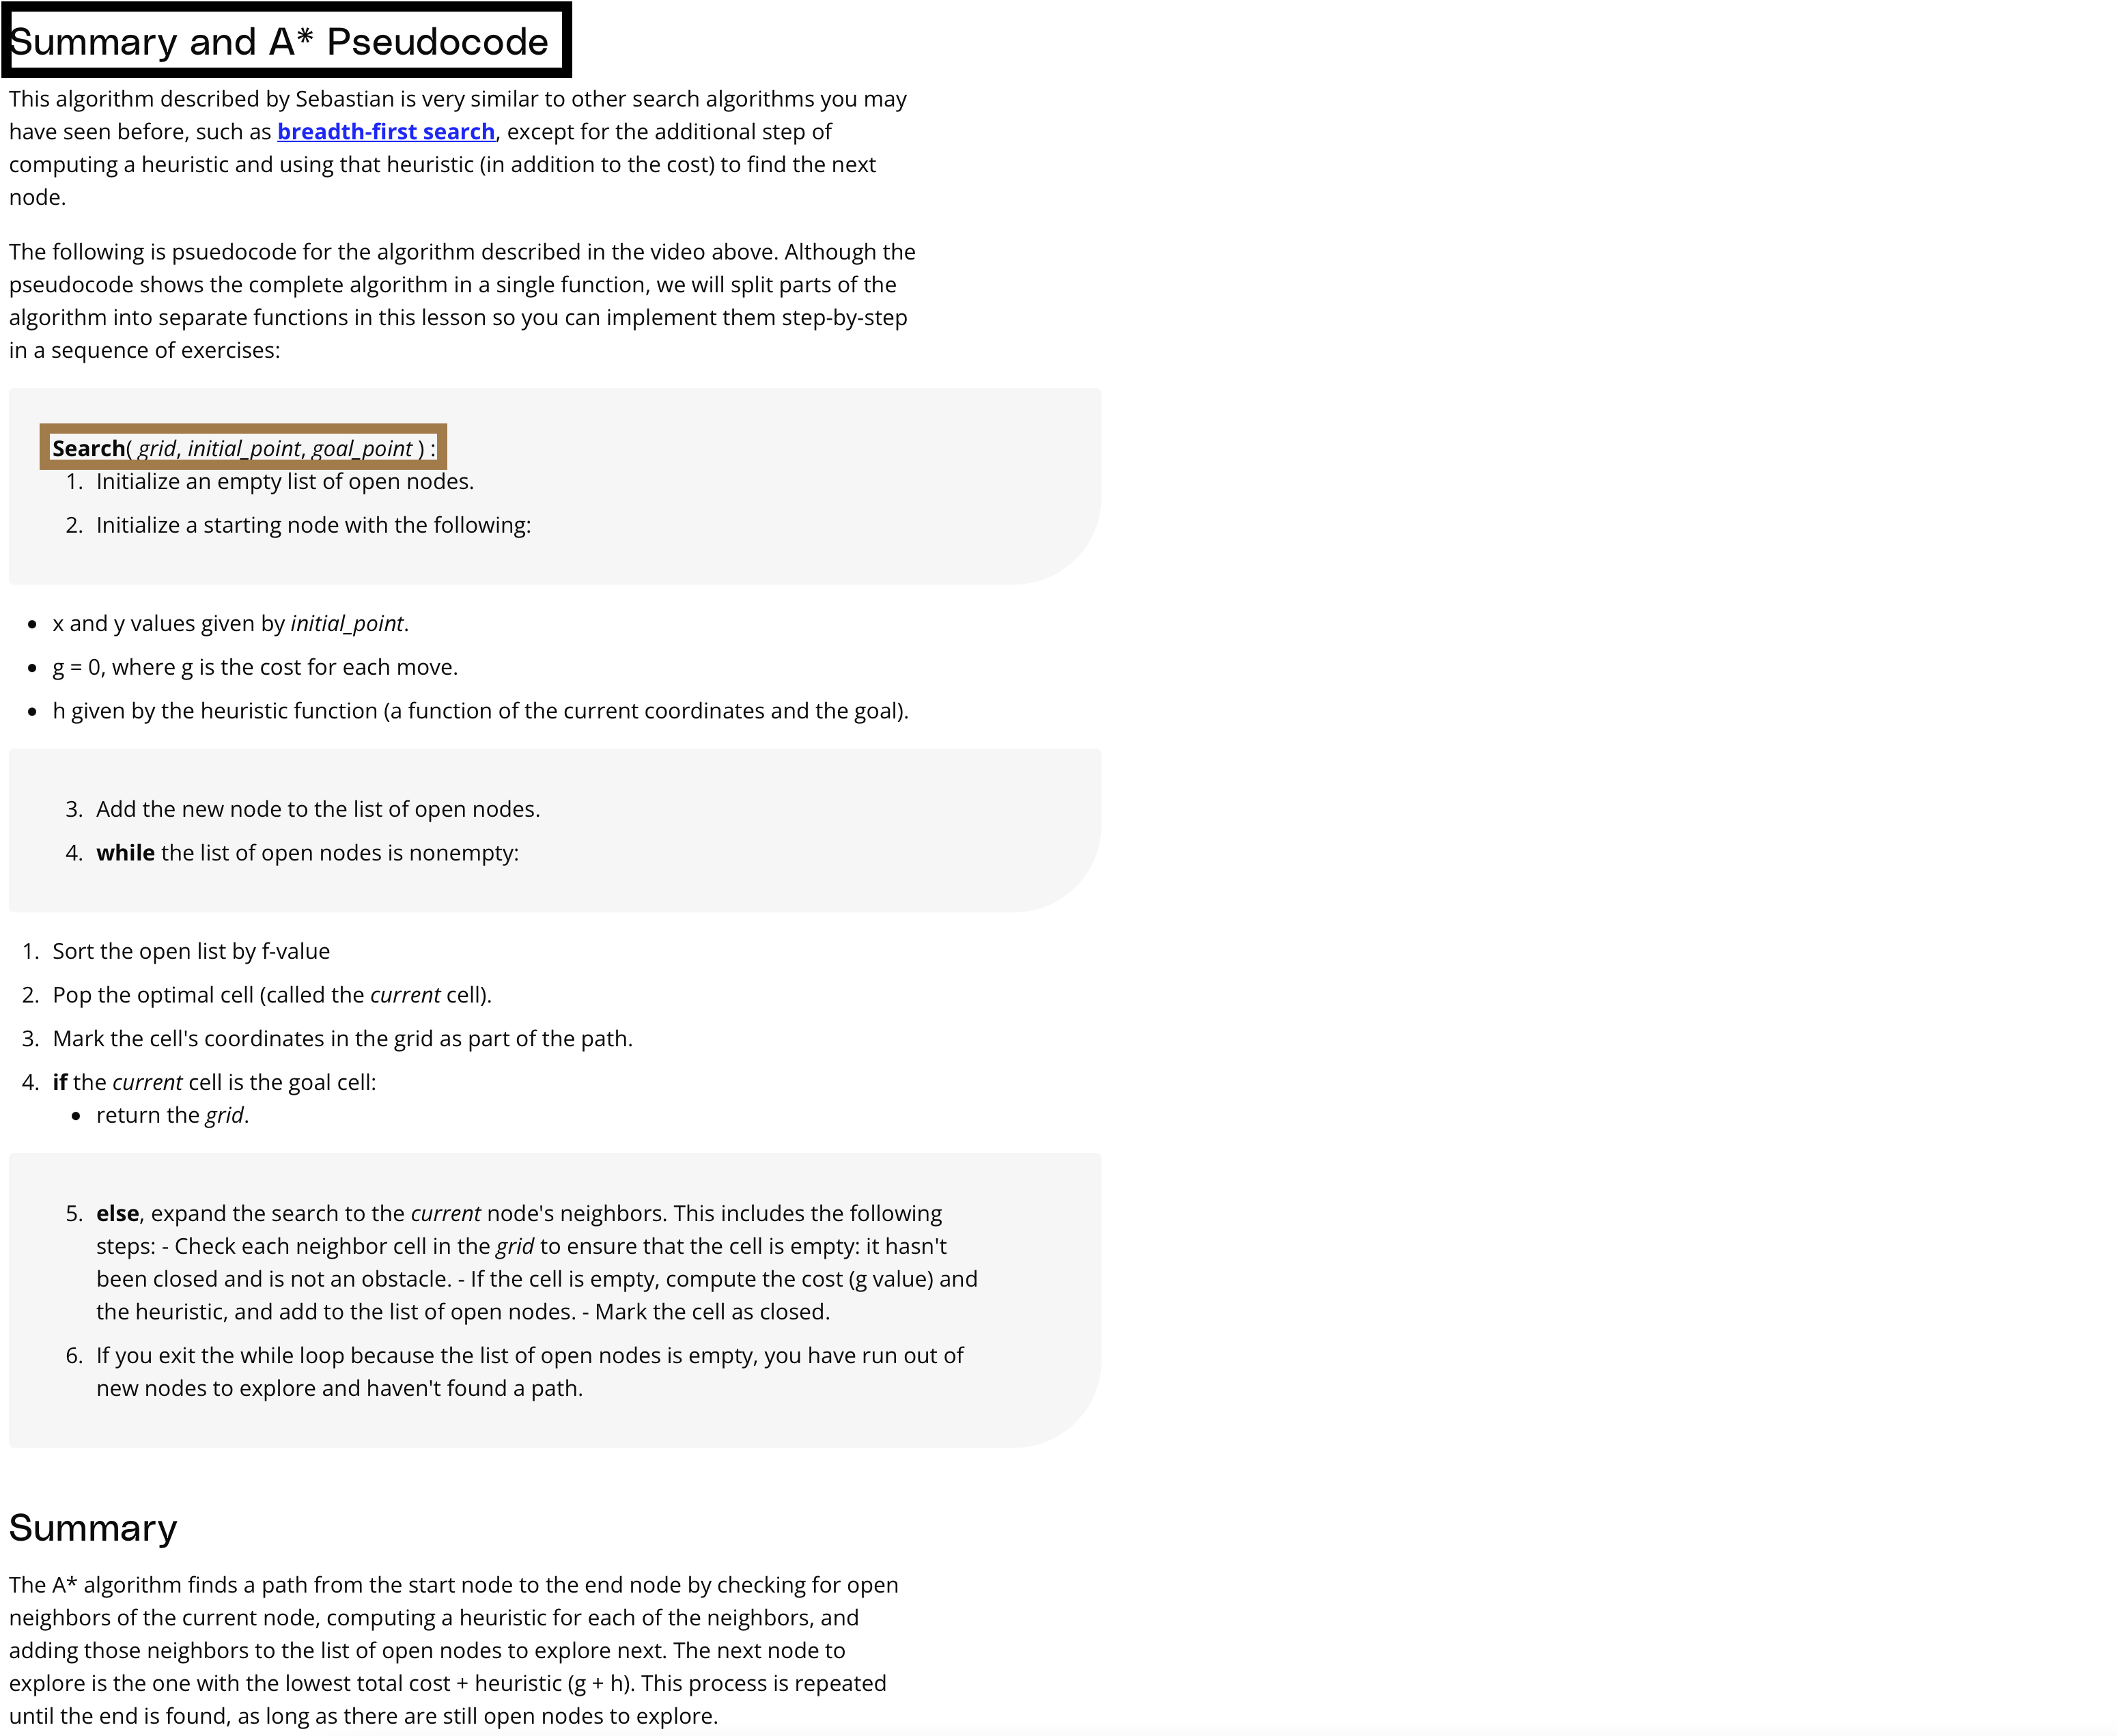 Summary and A* Pseudocode
This algorithm described by Sebastian is very similar to other search algorithms you may
have seen before, such as breadth-first search, except for the additional step of
computing a heuristic and using that heuristic (in addition to the cost) to find the next
node.
The following is psuedocode for the algorithm described in the video above. Although the
pseudocode shows the complete algorithm in a single function, we will split parts of the
algorithm into separate functions in this lesson so you can implement them step-by-step
in a sequence of exercises:
Search( grid, initial_point, goal_point ) :
1. Initialize an empty list of open nodes.
2. Initialize a starting node with the following:
• x and y values given by initial_point.
• g = 0, where g is the cost for each move.
• h given by the heuristic function (a function of the current coordinates and the goal).
3. Add the new node to the list of open nodes.
4. while the list of open nodes is nonempty:
1. Sort the open list by f-value
2. Pop the optimal cell (called the current cell).
3. Mark the cell's coordinates in the grid as part of the path.
4. if the current cell is the goal cell:
• return the grid.
5. else, expand the search to the current node's neighbors. This includes the following
steps: - Check each neighbor cell in the grid to ensure that the cell is empty: it hasn't
been closed and is not an obstacle. - If the cell is empty, compute the cost (g value) and
the heuristic, and add to the list of open nodes. - Mark the cell as closed.
6. If you exit the while loop because the list of open nodes is empty, you have run out of
new nodes to explore and haven't found a path.
Summary
The A* algorithm finds a path from the start node to the end node by checking for open
neighbors of the current node, computing a heuristic for each of the neighbors, and
adding those neighbors to the list of open nodes to explore next. The next node to
explore is the one with the lowest total cost + heuristic (g + h). This process is repeated
until the end is found, as long as there are still open nodes to explore.